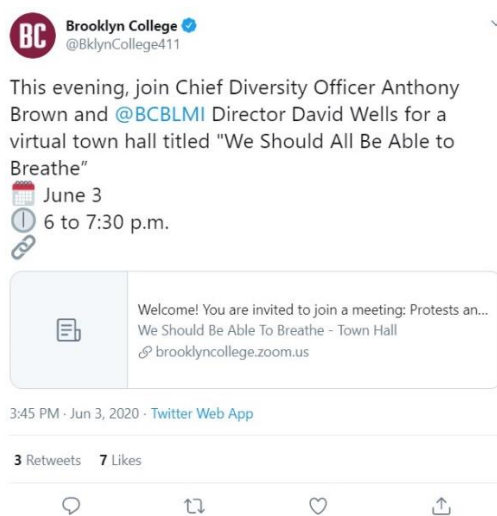 BC
Brooklyn College
@BklynCollege411
This evening, join Chief Diversity Officer Anthony
Brown and @BCBLMI Director David Wells for a
virtual town hall titled "We Should All Be Able to
Breathe”
June 3
6 to 7:30 p.m.
Welcome! You are invited to join a meeting: Protests an...
We Should Be Able To Breathe - Town Hall
brooklyncollege.zoom.us
3:45 PM · Jun 3, 2020 · Twitter Web App
3 Retweets 7 Likes